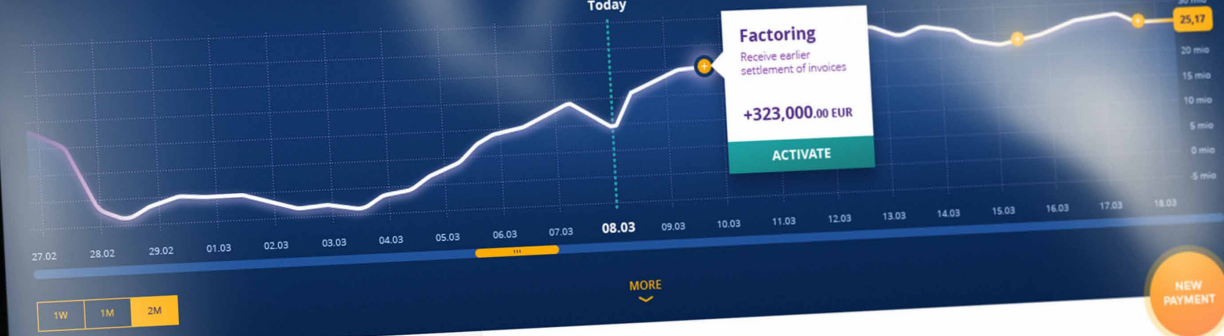 Today
Factoring
Receive earlier
settlement of invoices
+323,000.00 EUR
ACTIVATE
30 mio
25,17
20 mio
15 mio
10 mio
5 mio
0 mio
-5 mio
27.02 28.02 29.02 01.03 02.03 03.03 04.03 05.03 06.03 07.03 08.03 09.03 10.03 11.03 12.03 13.03 14.03 15.03 16.03 17.03 18.03
MORE
1W 1M 2M
NEW
PAYMENT